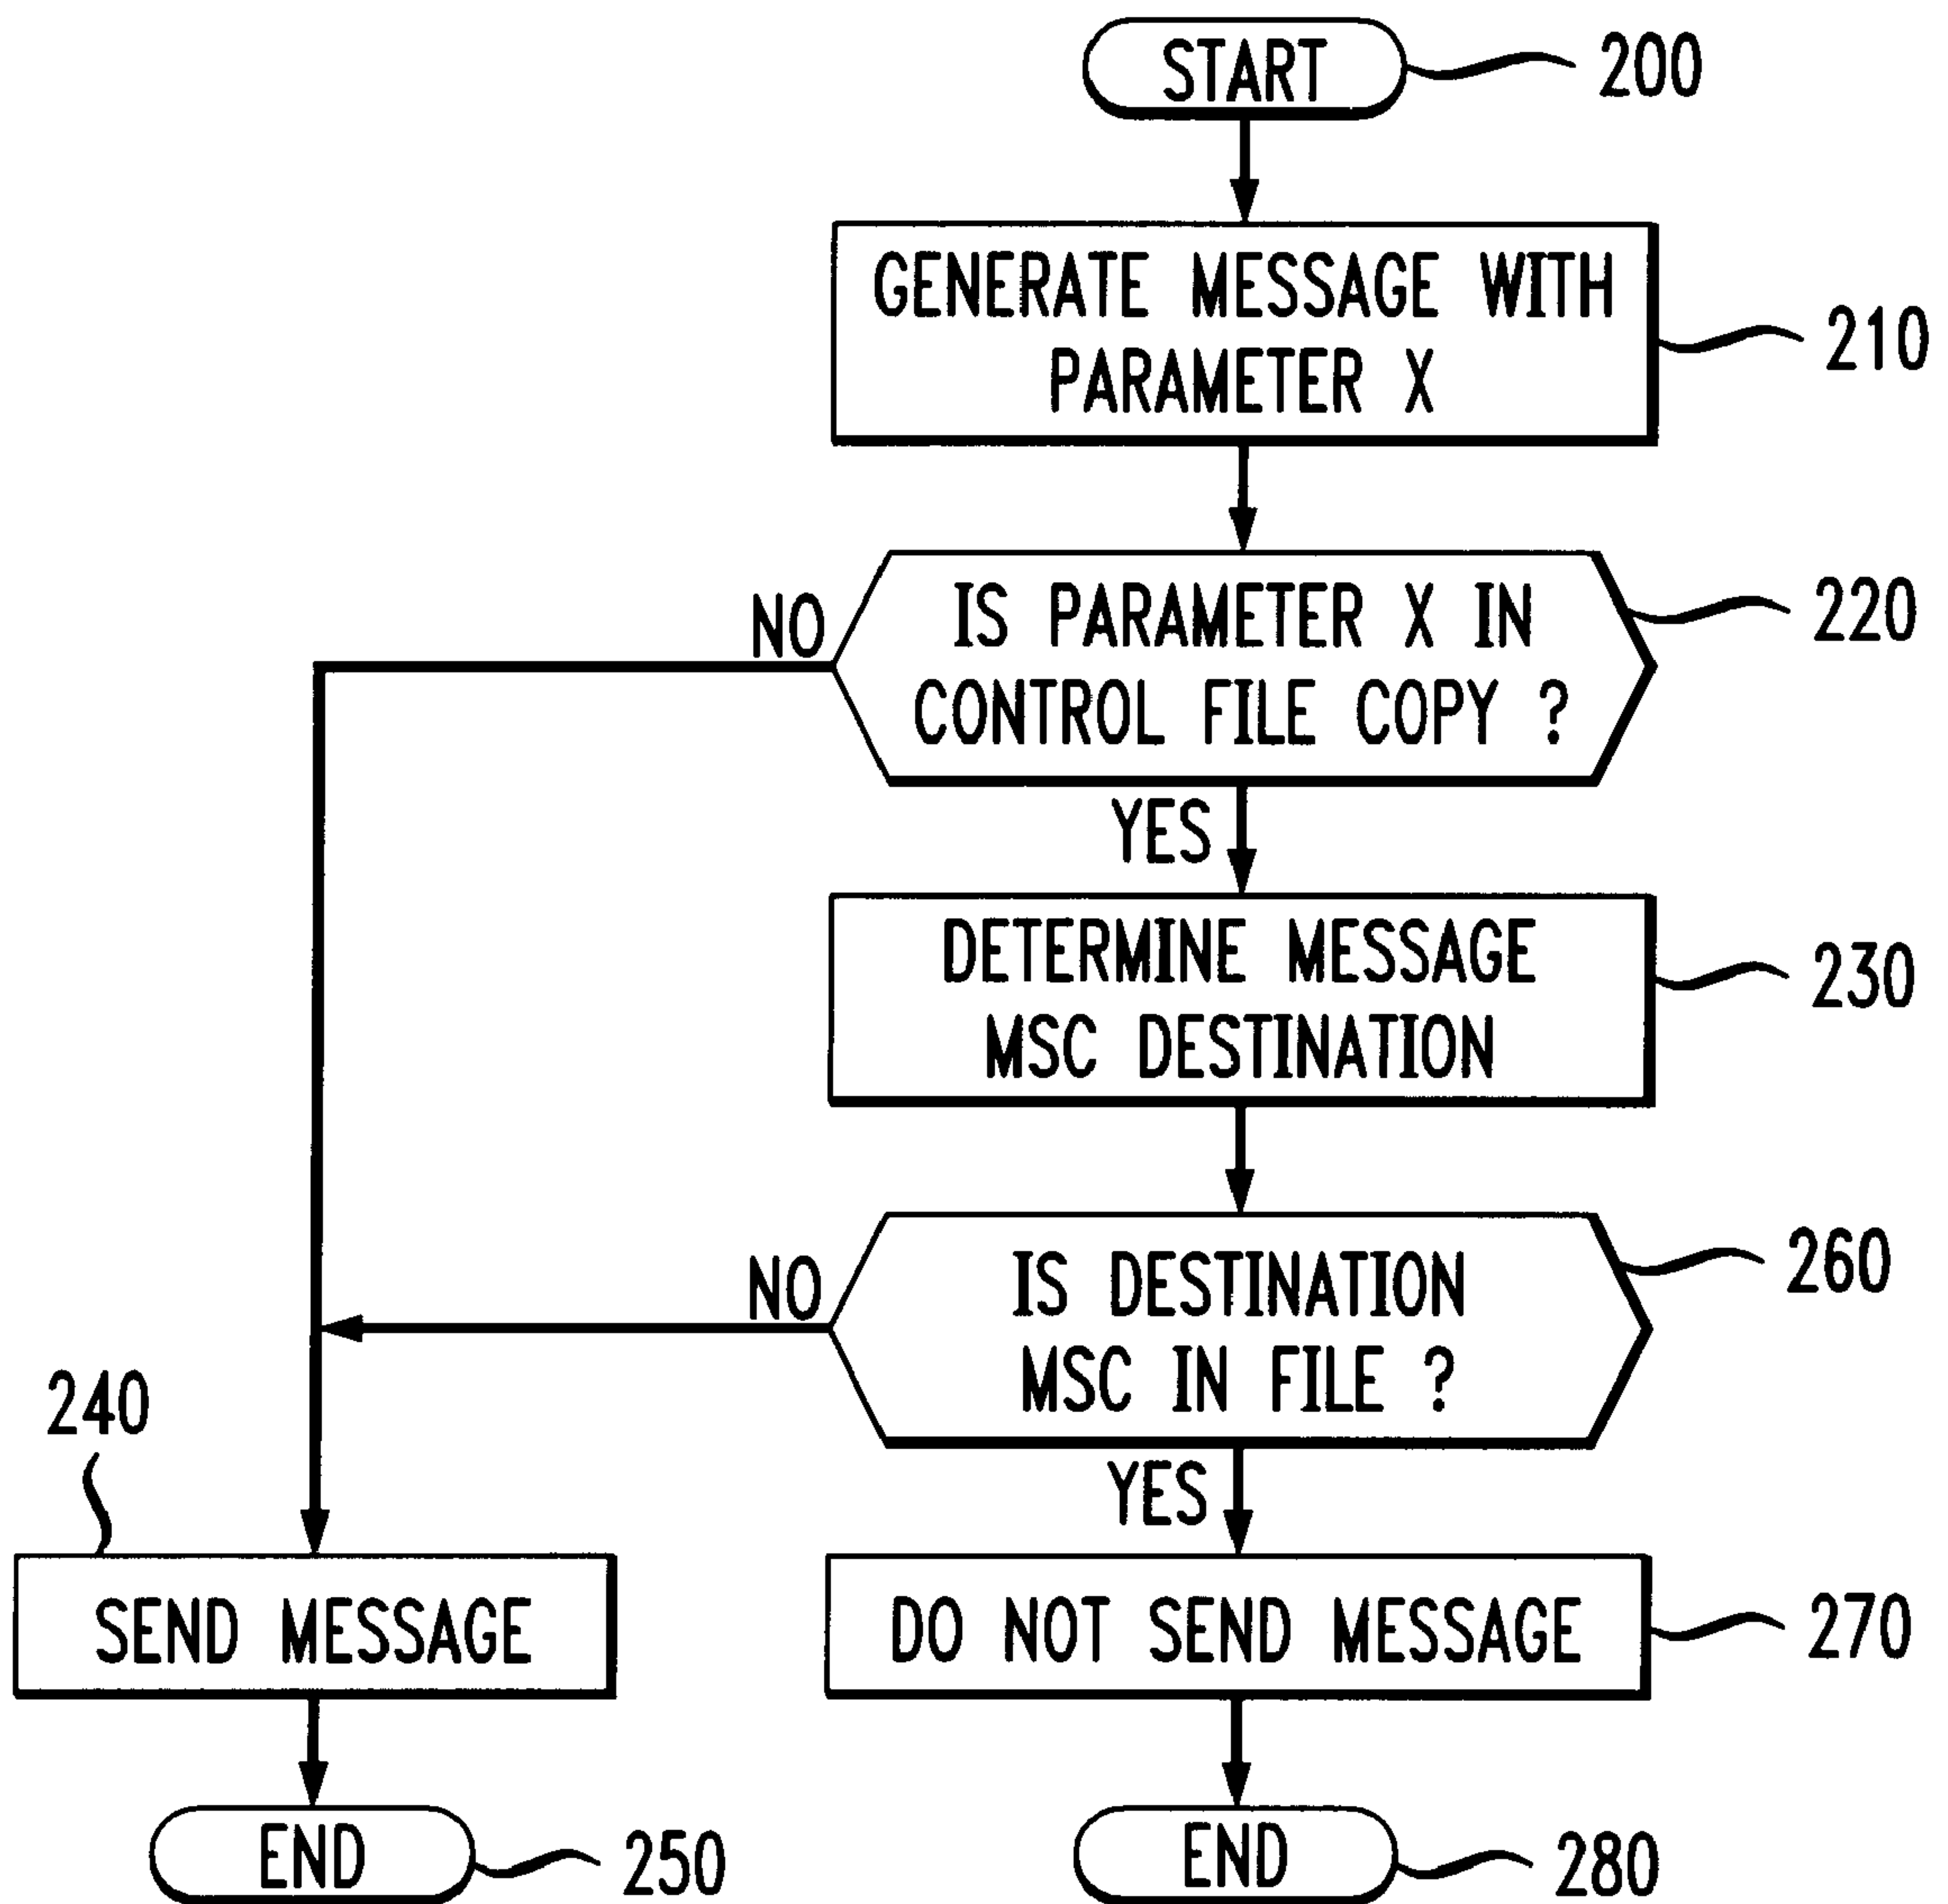 START
200
GENERATE MESSAGE WITH
PARAMETER X
210
NO
IS PARAMETER X IN
CONTROL FILE COPY ?
220
YES
DETERMINE MESSAGE
MSC DESTINATION
230
NO
IS DESTINATION
MSC IN FILE ?
260
240
YES
SEND MESSAGE
DO NOT SEND MESSAGE
270
END
250
END
280